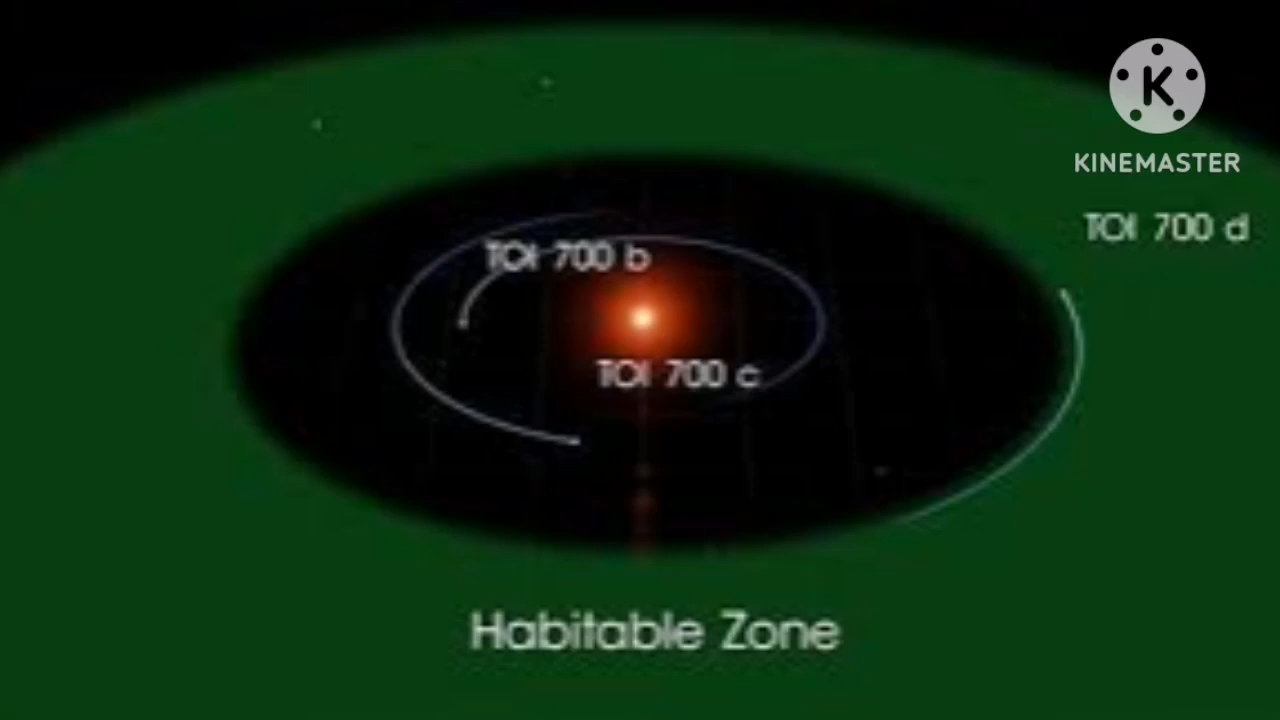 K
KINEMASTER
TOI 700 d
TOI 700 b
TOI 700 c
Habitable Zone